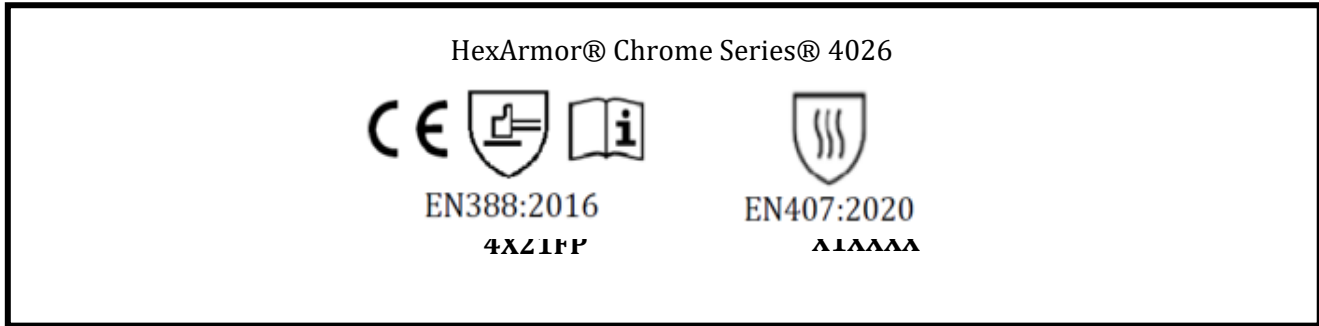 HexArmor® Chrome Series® 4026
CE i
EN388:2016 EN407:2020
4X21FP X1XXXX